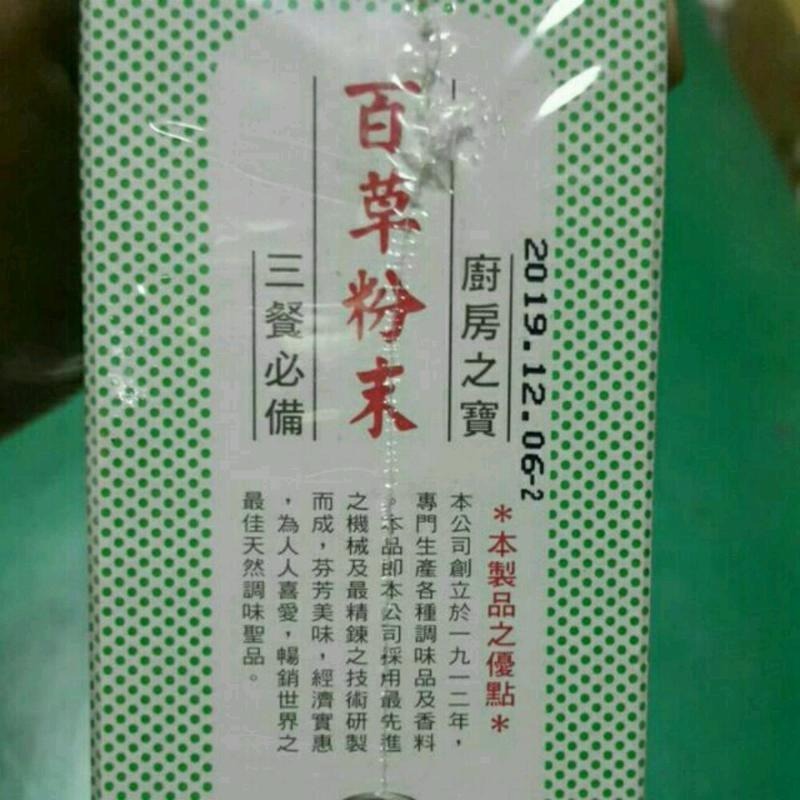 2019.12.06-2
廚房之寶
百草粉末
三餐必備
＊本製品之優點＊
本公司創立於一九一二年，
專門生產各種調味品及香料
。本品即本公司採用最先進
之機械及最精鍊之技術研製
而成，芬芳美味，經濟實惠
，為人人喜愛，暢銷世界之
最佳天然調味聖品。